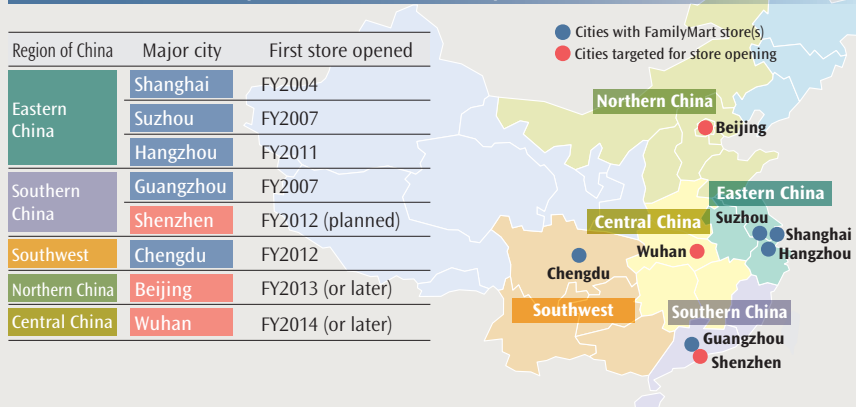 Region of China Major city First store opened
Eastern
China
Shanghai FY2004
Suzhou FY2007
Hangzhou FY2011
Southern
China
Guangzhou FY2007
Shenzhen FY2012 (planned)
Southwest Chengdu FY2012
Northern China Beijing FY2013 (or later)
Central China Wuhan FY2014 (or later)
Cities with FamilyMart store(s)
Cities targeted for store opening
Northern China
Beijing
Eastern China
Suzhou
Shanghai
Hangzhou
Central China
Wuhan
Chengdu
Southwest
Southern China
Guangzhou
Shenzhen